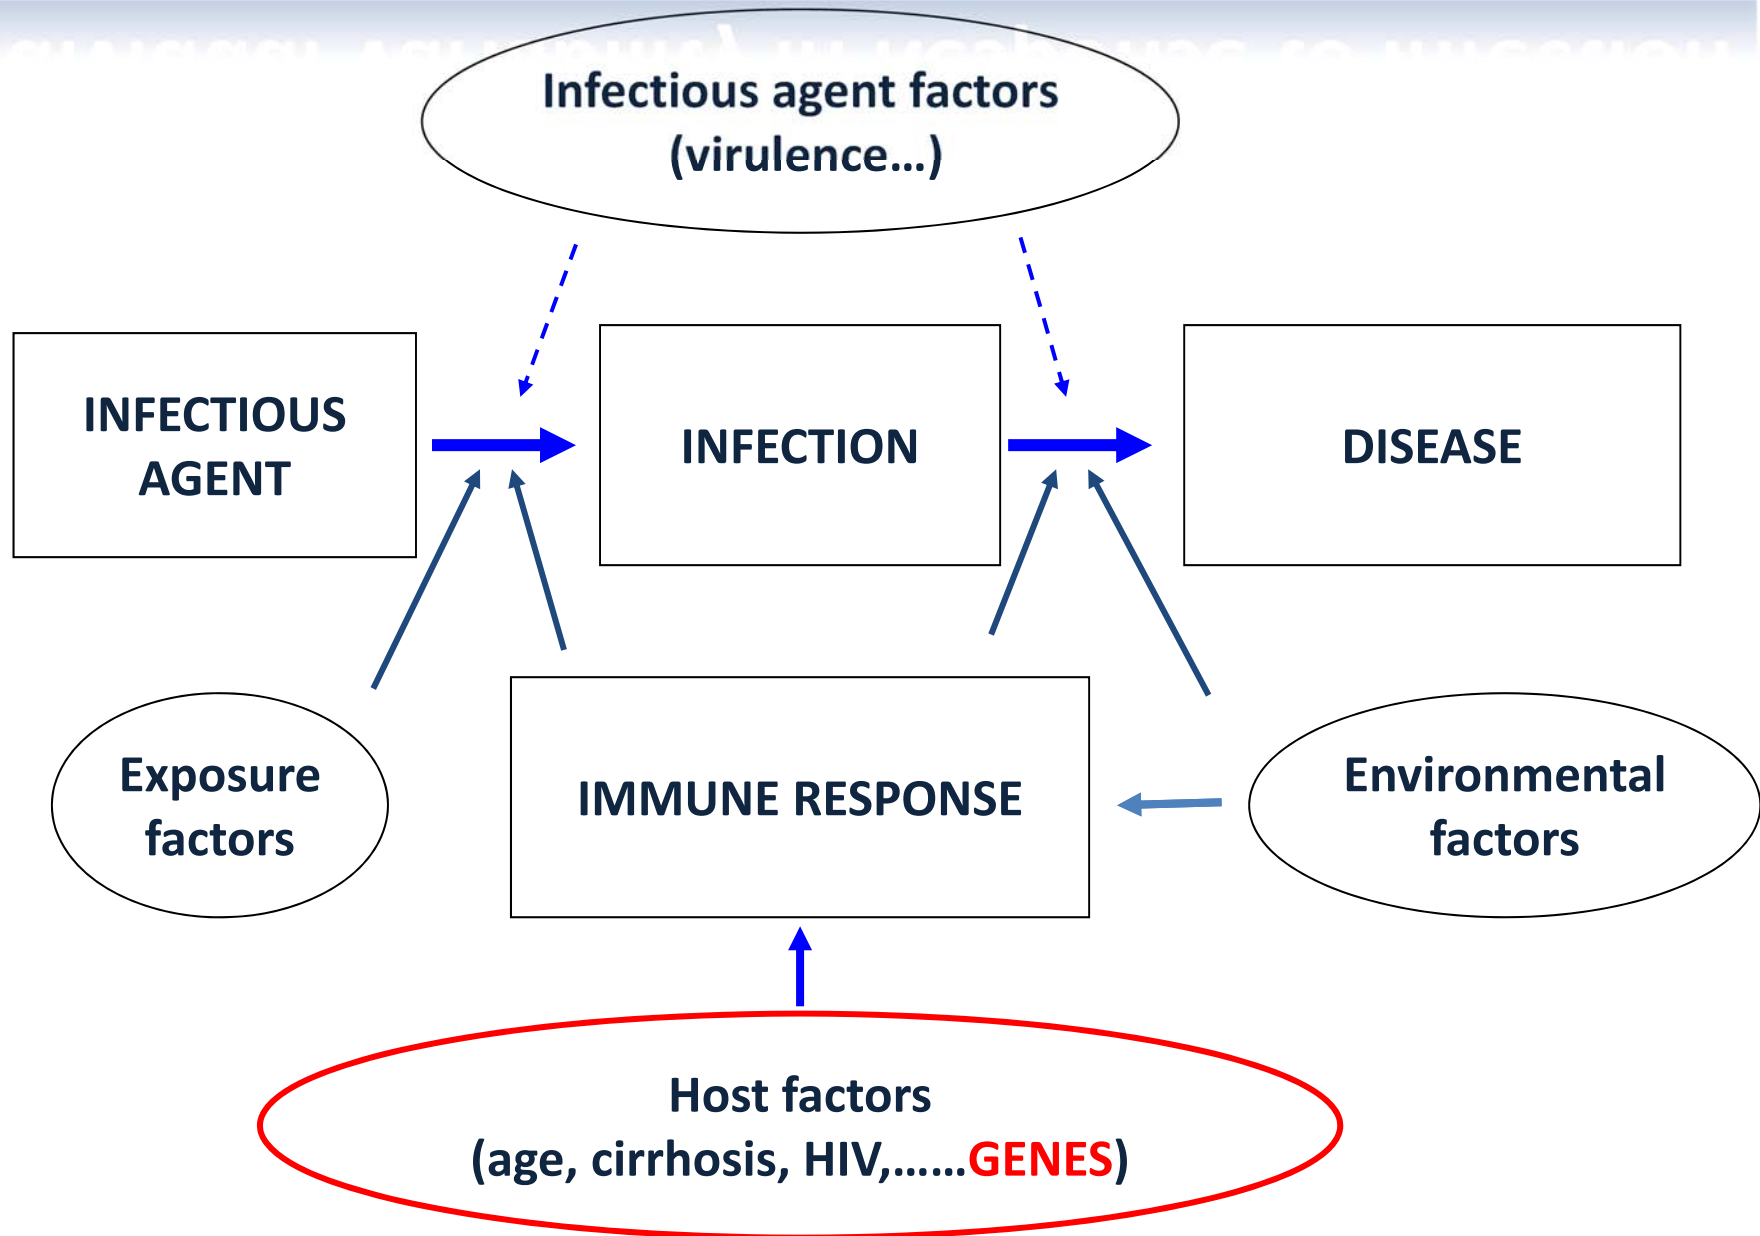 Infectious agent factors
(virulence…)
INFECTIOUS
AGENT
INFECTION
DISEASE
Exposure
factors
IMMUNE RESPONSE
Environmental
factors
Host factors
(age, cirrhosis, HIV,……GENES)